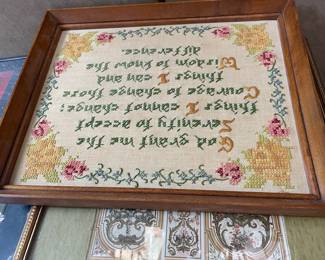 God grant me the
Serenity to accept
things I cannot change:
Courage to change those
things I can and
Wisdom to know the
difference.